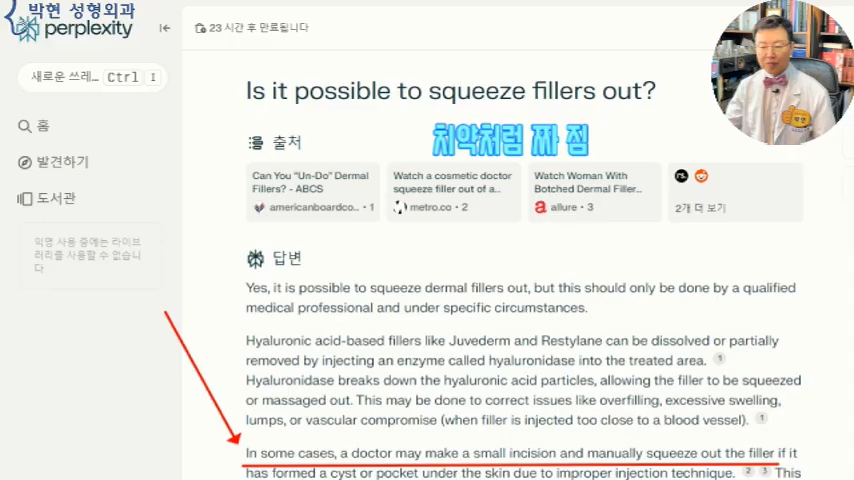 박현 성형외과
perplexity
23 시간 후 만료됩니다
새로운 쓰레... Ctrl I
홈
발견하기
도서관
익명 사용 중에는 라이브
러리를 사용할 수 없습니
다
Is it possible to squeeze fillers out?
치약처럼 짜 짐
출처
Can You "Un-Do" Dermal
Fillers? - ABCS
americanboardco... • 1
Watch a cosmetic doctor
squeeze filler out of a...
metro.co • 2
Watch Woman With
Botched Dermal Filler...
allure • 3
2개 더 보기
답변
Yes, it is possible to squeeze dermal fillers out, but this should only be done by a qualified
medical professional and under specific circumstances.
Hyaluronic acid-based fillers like Juvederm and Restylane can be dissolved or partially
removed by injecting an enzyme called hyaluronidase into the treated area. 1
Hyaluronidase breaks down the hyaluronic acid particles, allowing the filler to be squeezed
or massaged out. This may be done to correct issues like overfilling, excessive swelling,
lumps, or vascular compromise (when filler is injected too close to a blood vessel). 1
In some cases, a doctor may make a small incision and manually squeeze out the filler if it
has formed a cyst or pocket under the skin due to improper injection technique. 2 3 This